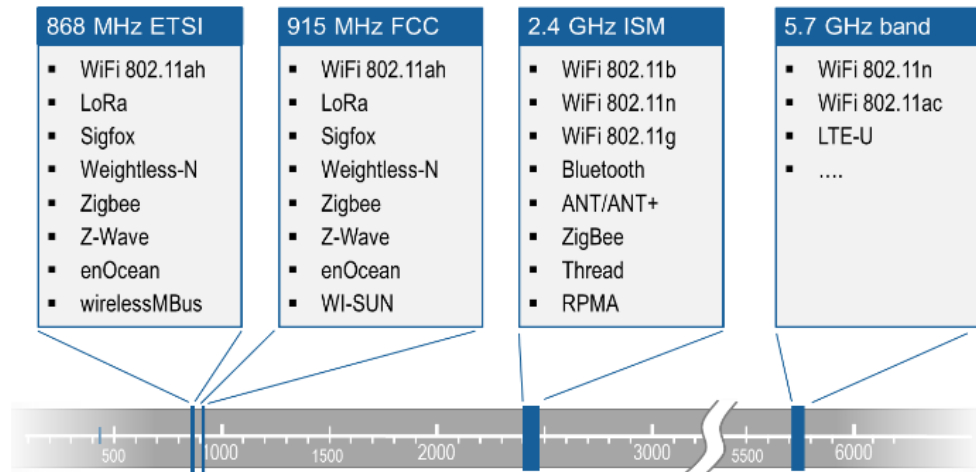 868 MHz ETSI
WiFi 802.11ah
LoRa
Sigfox
Weightless-N
Zigbee
Z-Wave
enOcean
wirelessMBus
915 MHz FCC
WiFi 802.11ah
LoRa
Sigfox
Weightless-N
Zigbee
Z-Wave
enOcean
WI-SUN
2.4 GHz ISM
WiFi 802.11b
WiFi 802.11n
WiFi 802.11g
Bluetooth
ANT/ANT+
ZigBee
Thread
RPMA
5.7 GHz band
WiFi 802.11n
WiFi 802.11ac
LTE-U
....
500 1000 1500 2000 3000 5500 6000